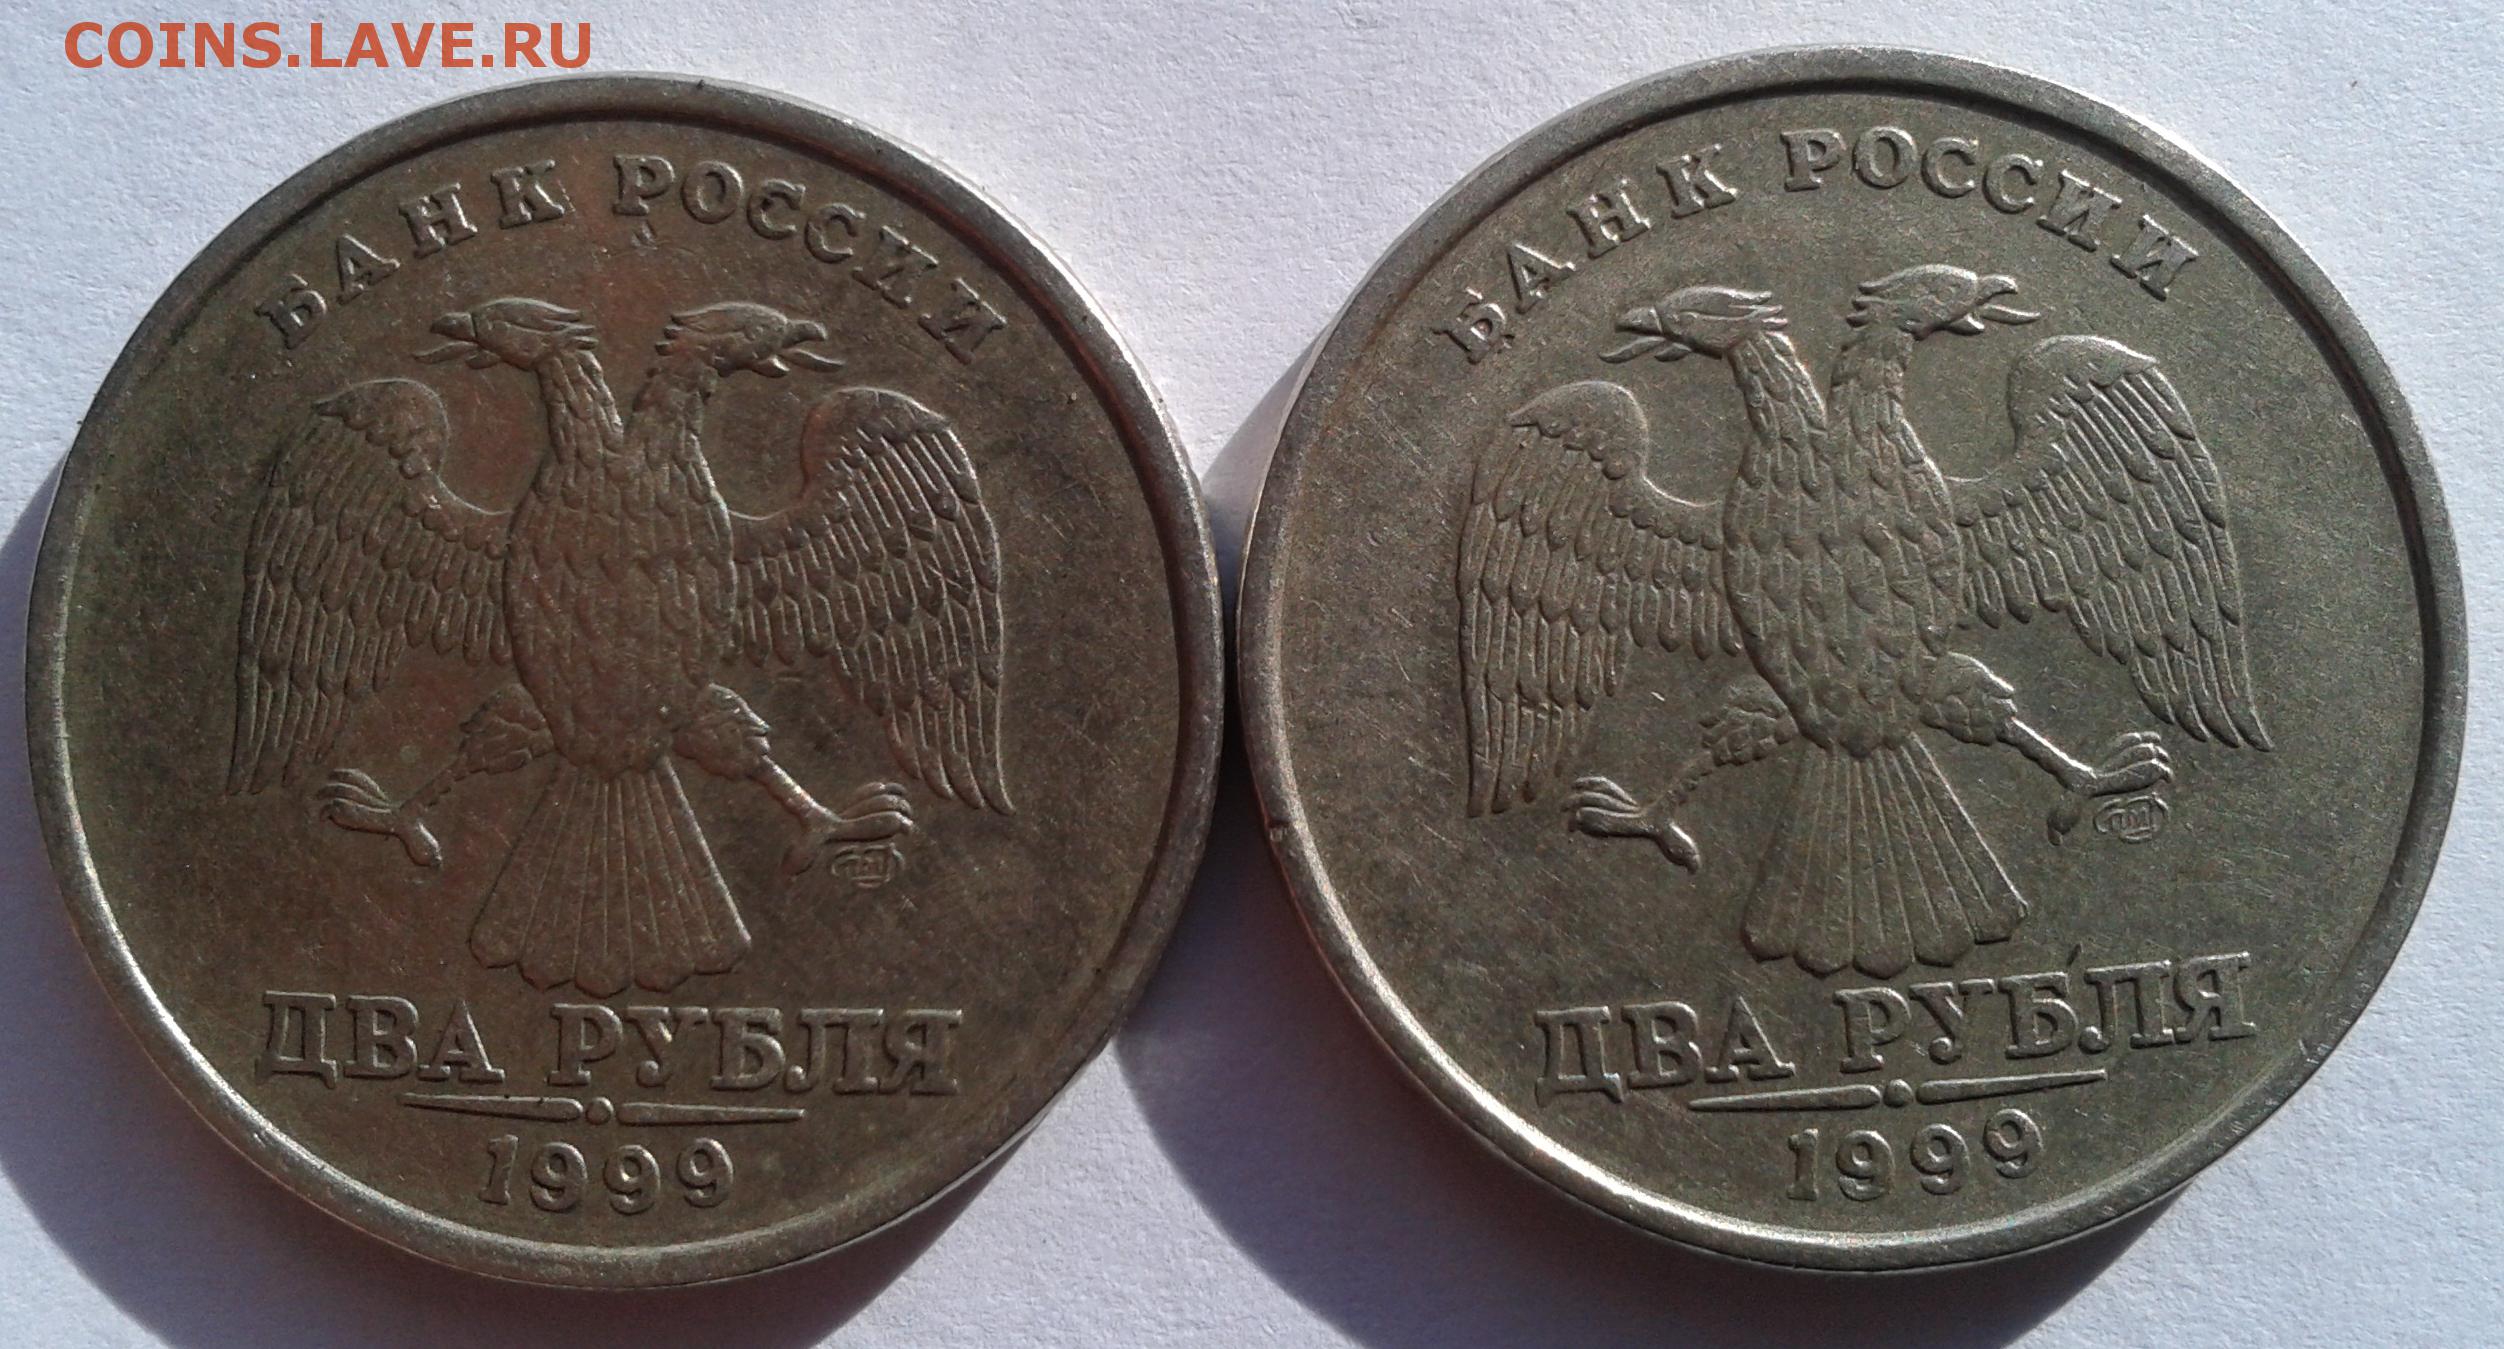 COINS.LAVE.RU
БАНК РОССИИ
ДВА РУБЛЯ
1999
БАНК РОССИИ
ДВА РУБЛЯ
1999